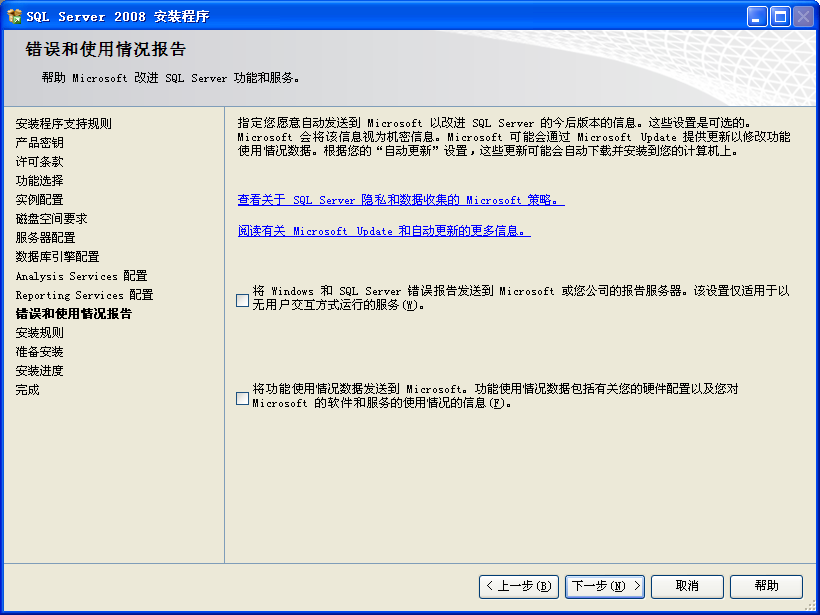 SQL Server 2008 安装程序
错误和使用情况报告
帮助 Microsoft 改进 SQL Server 功能和服务。
安装程序支持规则
产品密钥
许可条款
功能选择
实例配置
磁盘空间要求
服务器配置
数据库引擎配置
Analysis Services 配置
Reporting Services 配置
错误和使用情况报告
安装规则
准备安装
安装进度
完成
指定您愿意自动发送到 Microsoft 以改进 SQL Server 的今后版本的信息。这些设置是可选的。
Microsoft 会将该信息视为机密信息。Microsoft 可能会通过 Microsoft Update 提供更新以修改功能
使用情况数据。根据您的“自动更新”设置，这些更新可能会自动下载并安装到您的计算机上。
查看关于 SQL Server 隐私和数据收集的 Microsoft 策略。
阅读有关 Microsoft Update 和自动更新的更多信息。
将 Windows 和 SQL Server 错误报告发送到 Microsoft 或您公司的报告服务器。该设置仅适用于以
无用户交互方式运行的服务(W)。
将功能使用情况数据发送到 Microsoft。功能使用情况数据包括有关您的硬件配置以及您对
Microsoft 的软件和服务的使用情况的信息(F)。
< 上一步(B)
下一步(N) >
取消
帮助